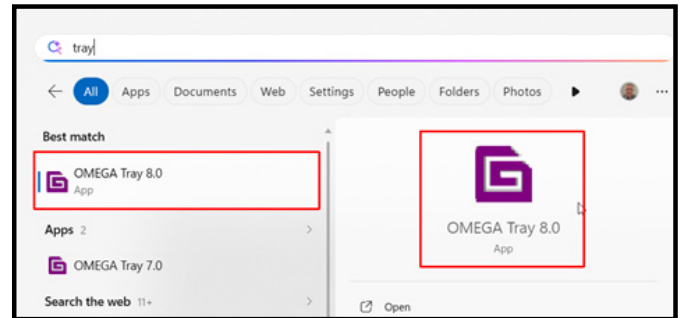 tray
All Apps Documents Web Settings People Folders Photos
Best match
OMEGA Tray 8.0
App
Apps 2
OMEGA Tray 7.0
Search the web 11+
OMEGA Tray 8.0
App
Open